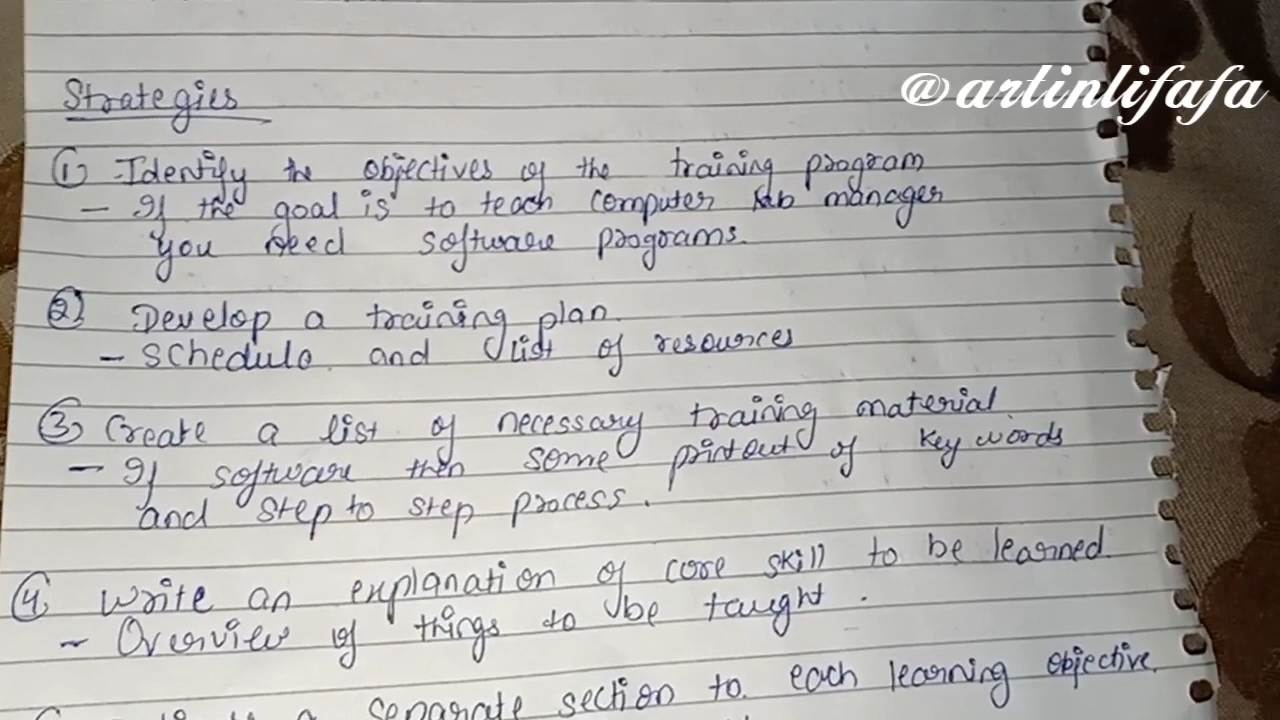 @artinlifafa
Strategies
① Identify the objectives of the training program
- If the goal is to teach computer lab manager
you need software programs.
② Develop a training plan.
- schedule and list of resources
③ Create a list of necessary training material.
- If software then some printout of key words
and step to step process.
④ Write an explanation of core skill to be learned.
- Overview of things to be taught.
a separate section to each learning objective.